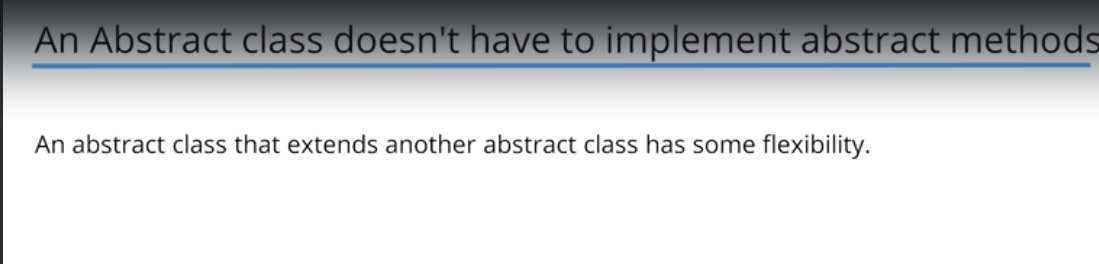 An Abstract class doesn't have to implement abstract methods
An abstract class that extends another abstract class has some flexibility.